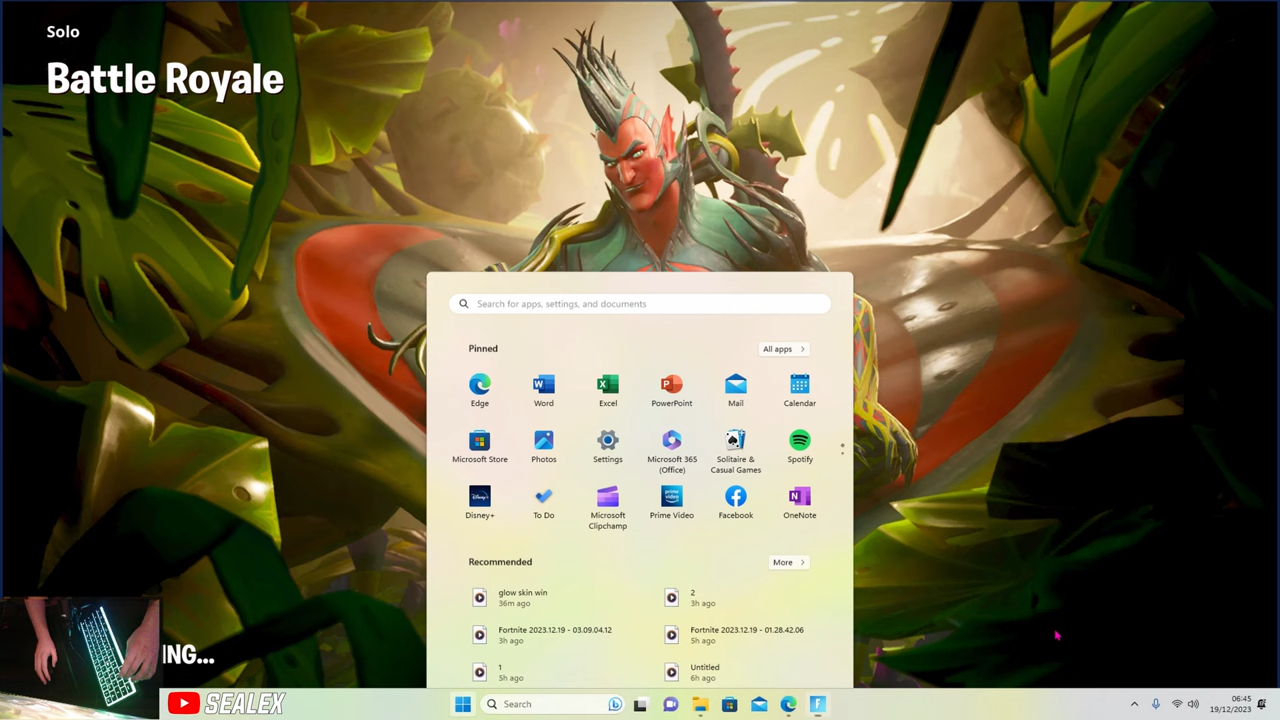 Solo
Battle Royale
Search for apps, settings, and documents
Pinned
All apps
Edge
Word
Excel
PowerPoint
Mail
Calendar
Microsoft Store
Photos
Settings
Microsoft 365
(Office)
Solitaire &
Casual Games
Spotify
Disney+
To Do
Microsoft
Clipchamp
Prime Video
Facebook
OneNote
Recommended
More
glow skin win
36m ago
2
3h ago
Fortnite 2023.12.19 - 03.09.04.12
3h ago
Fortnite 2023.12.19 - 01.28.42.06
5h ago
1
5h ago
Untitled
6h ago
ING...
SEALEX
Search
06:45
19/12/2023